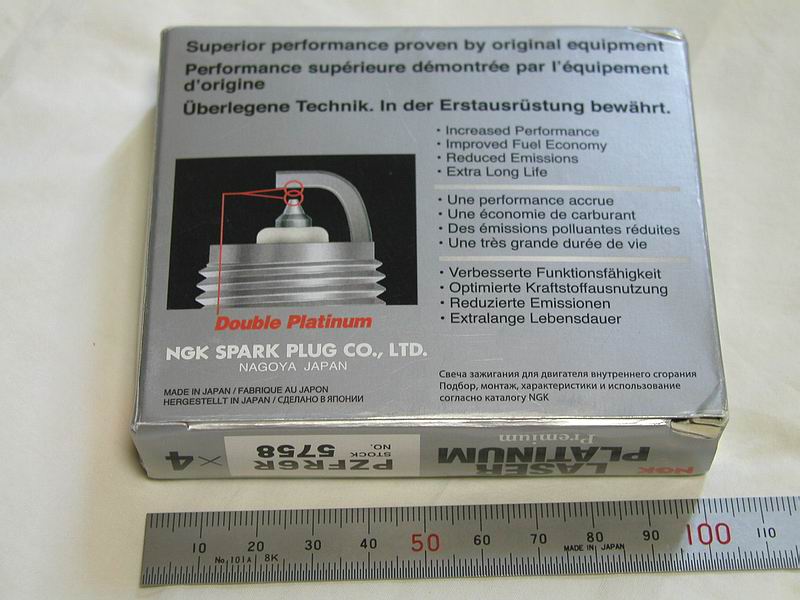 Superior performance proven by original equipment
Performance supérieure démontrée par l'équipement
d'origine
Überlegene Technik. In der Erstausrüstung bewährt.
• Increased Performance
• Improved Fuel Economy
• Reduced Emissions
• Extra Long Life
• Une performance accrue
• Une économie de carburant
• Des émissions polluantes réduites
• Une très grande durée de vie
• Verbesserte Funktionsfähigkeit
• Optimierte Kraftstoffausnutzung
• Reduzierte Emissionen
• Extralange Lebensdauer
Double Platinum
NGK SPARK PLUG CO., LTD.
NAGOYA JAPAN
MADE IN JAPAN / FABRIQUE AU JAPON
HERGESTELLT IN JAPAN / СДЕЛАНО В ЯПОНИИ
Свеча зажигания для двигателя внутреннего сгорания
Подбор, монтаж, характеристики и использование
согласно каталогу NGK
NGK
LASER
PLATINUM
Premium
PZFR6R
STOCK NO. 5758
×4
10 20 30 40 50 60 70 80 90 100 110
No. 101A 8K
MADE IN JAPAN